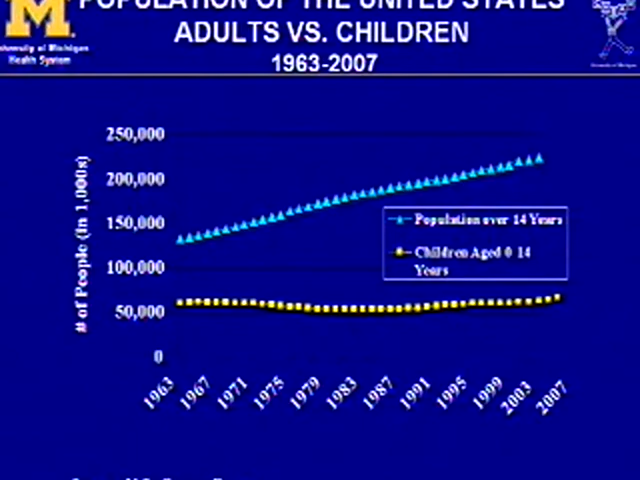 POPULATION OF THE UNITED STATES
ADULTS VS. CHILDREN
1963-2007
M
University of Michigan
Health System
# of People (in 1,000s)
250,000
200,000
150,000
100,000
50,000
0
Population over 14 Years
Children Aged 0-14
Years
1963
1967
1971
1975
1979
1983
1987
1991
1995
1999
2003
2007